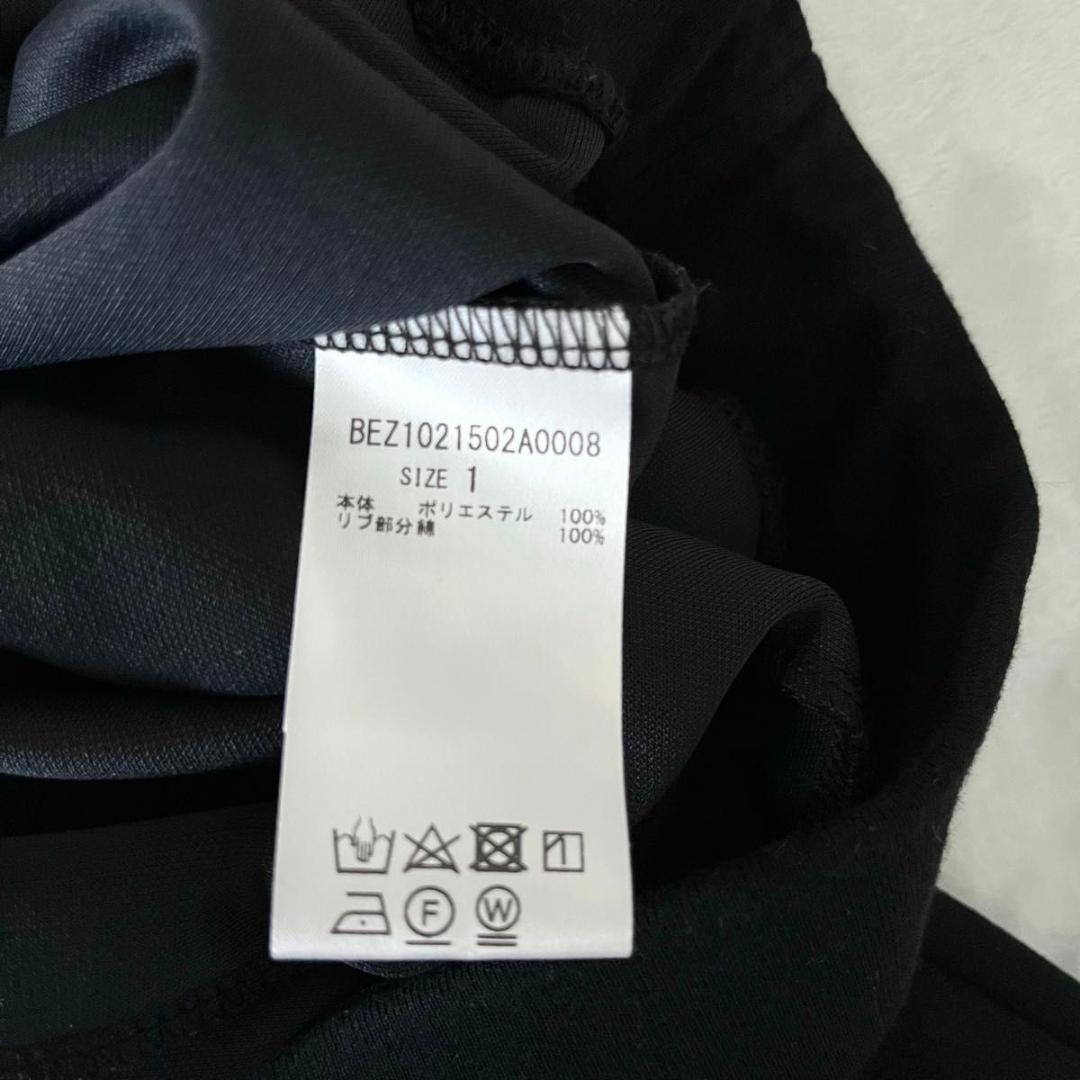 BEZ1021502A0008
SIZE 1
本体 ポリエステル 100%
リブ部分綿 100%
F W